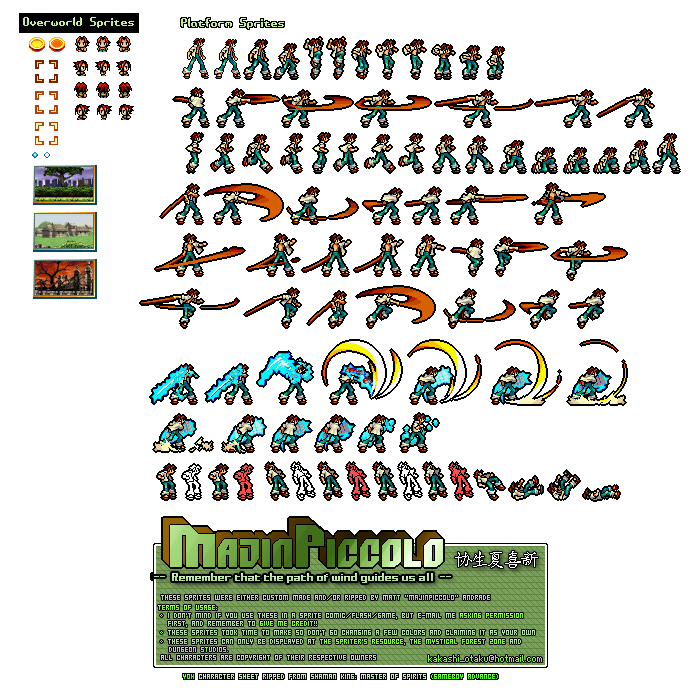 Overworld Sprites
Platform Sprites
MadinPiccolo
协生夏喜新
-- Remember that the path of wind guides us all --
THESE SPRITES WERE EITHER CUSTOM MADE AND/OR RIPPED BY MATT "MAJINPICCOLO" ANDRADE
TERMS OF USAGE:
* I DON'T MIND IF YOU USE THESE IN A SPRITE COMIC/FLASH/GAME, BUT E-MAIL ME ASKING PERMISSION
FIRST, AND REMEMBER TO GIVE ME CREDIT!!
* THESE SPRITES TOOK TIME TO MAKE SO DON'T GO CHANGING A FEW COLORS AND CLAIMING IT AS YOUR OWN
* THESE SPRITES CAN ONLY BE DISPLAYED AT THE SPRITER'S RESOURCE, THE MYSTICAL FOREST ZONE AND
DUNGEON STUDIOS.
ALL CHARACTERS ARE COPYRIGHT OF THEIR RESPECTIVE OWNERS
kakashi_otaku@hotmail.com
YOH CHARACTER SHEET RIPPED FROM SHAMAN KING: MASTER OF SPIRITS (GAMEBOY ADVANCE)